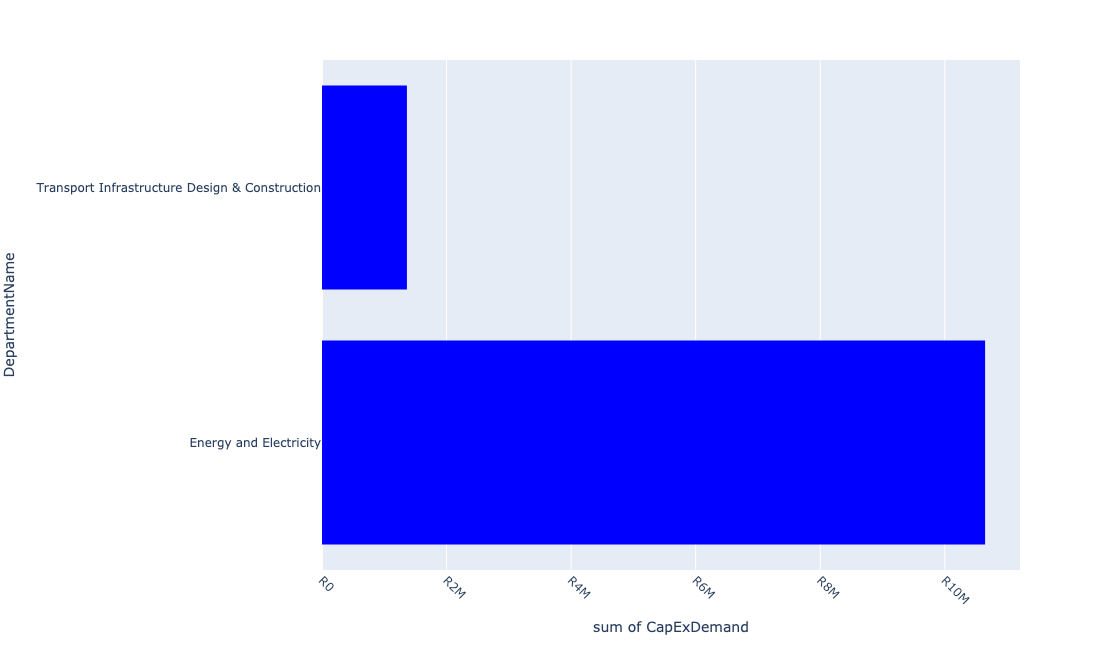 DepartmentName
Transport Infrastructure Design & Construction
Energy and Electricity
R0
R2M
R4M
R6M
R8M
R10M
sum of CapExDemand